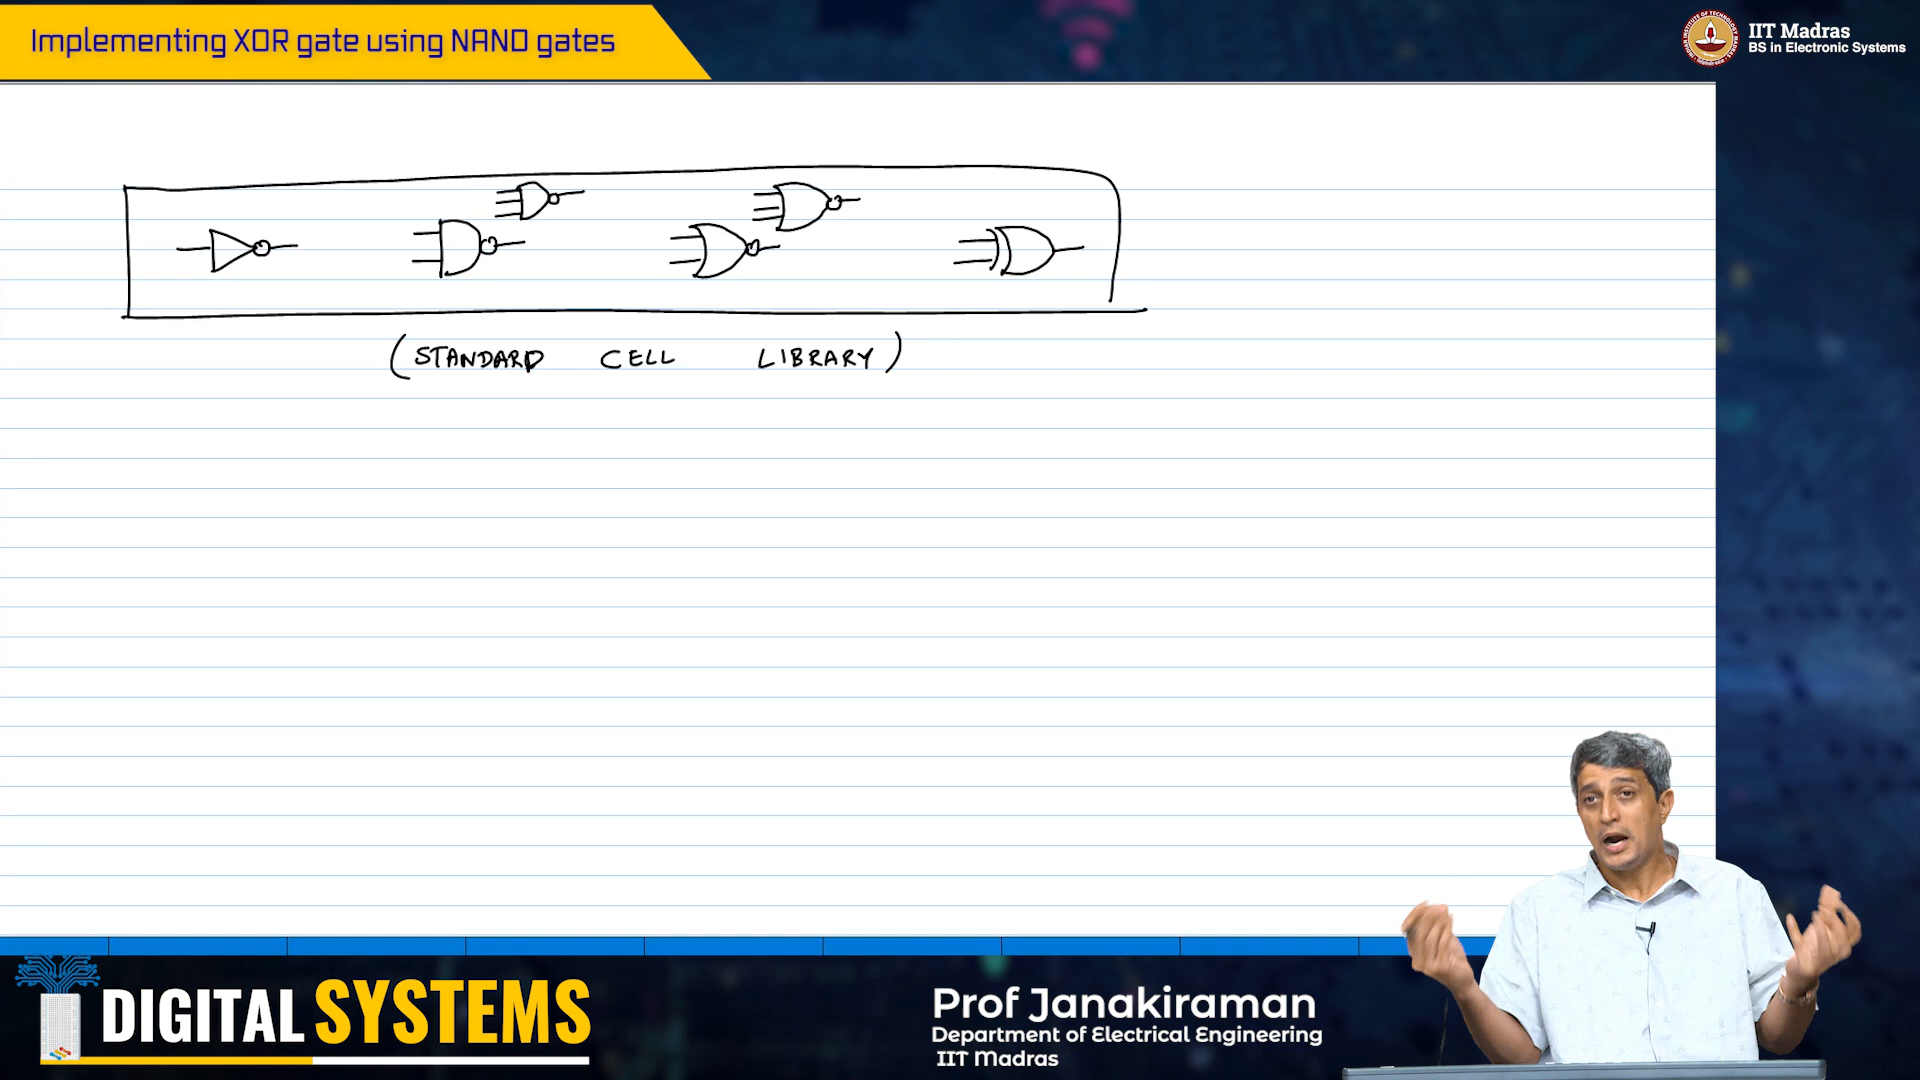 Implementing XOR gate using NAND gates
IIT Madras
BS in Electronic Systems
(STANDARD CELL LIBRARY)
DIGITAL SYSTEMS
Prof Janakiraman
Department of Electrical Engineering
IIT Madras